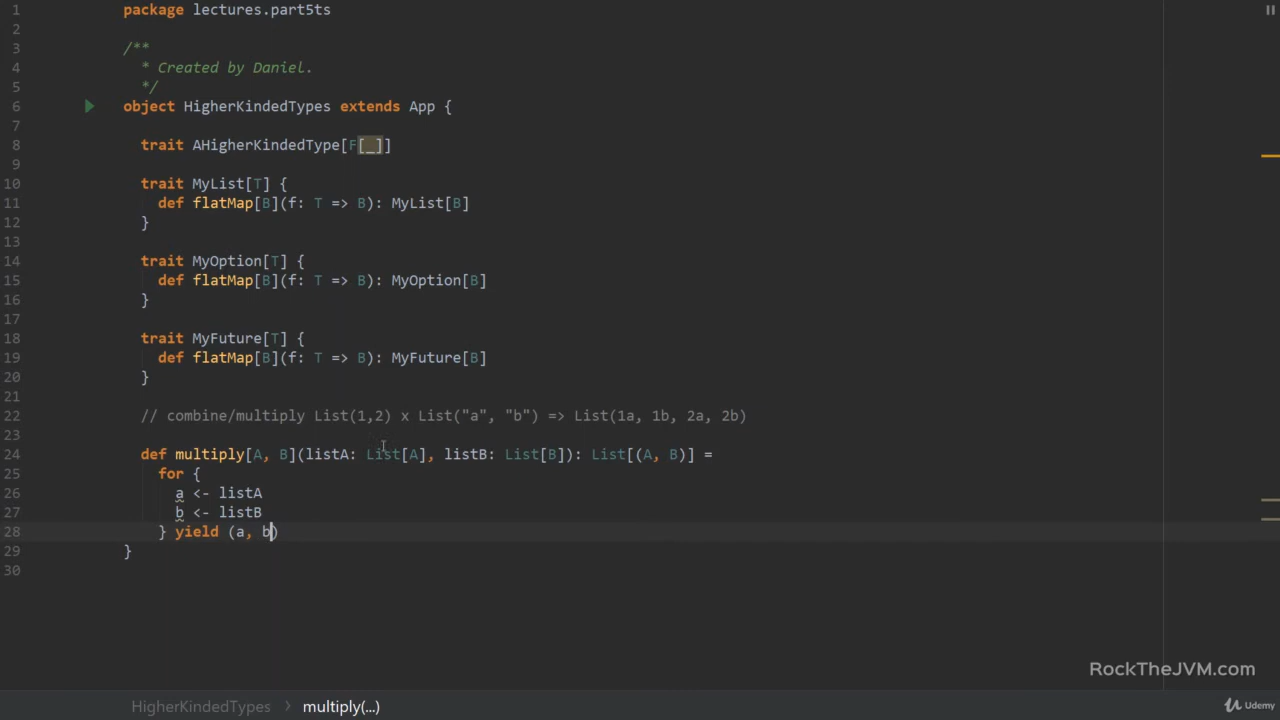 1 package lectures.part5ts
2
3 /**
4 * Created by Daniel.
5 */
6 object HigherKindedTypes extends App {
7
8 trait AHigherKindedType[F[_]]
9
10 trait MyList[T] {
11 def flatMap[B](f: T => B): MyList[B]
12 }
13
14 trait MyOption[T] {
15 def flatMap[B](f: T => B): MyOption[B]
16 }
17
18 trait MyFuture[T] {
19 def flatMap[B](f: T => B): MyFuture[B]
20 }
21
22 // combine/multiply List(1,2) x List("a", "b") => List(1a, 1b, 2a, 2b)
23
24 def multiply[A, B](listA: List[A], listB: List[B]): List[(A, B)] =
25 for {
26 a <- listA
27 b <- listB
28 } yield (a, b)
29 }
30
RockTheJVM.com
HigherKindedTypes > multiply(...)
Udemy